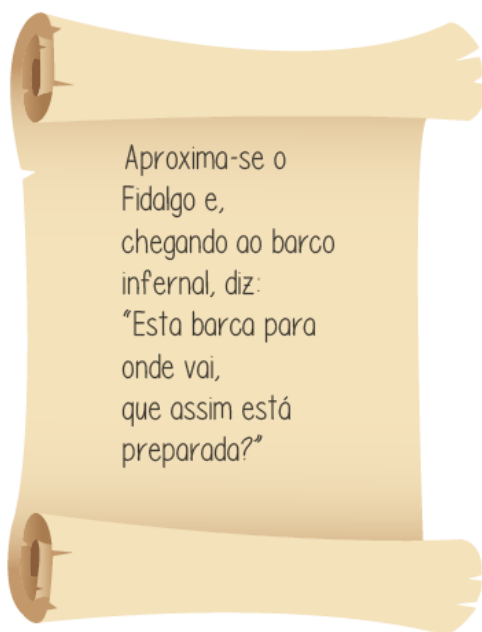 Aproxima-se o
Fidalgo e,
chegando ao barco
infernal, diz:
"Esta barca para
onde vai,
que assim está
preparada?"